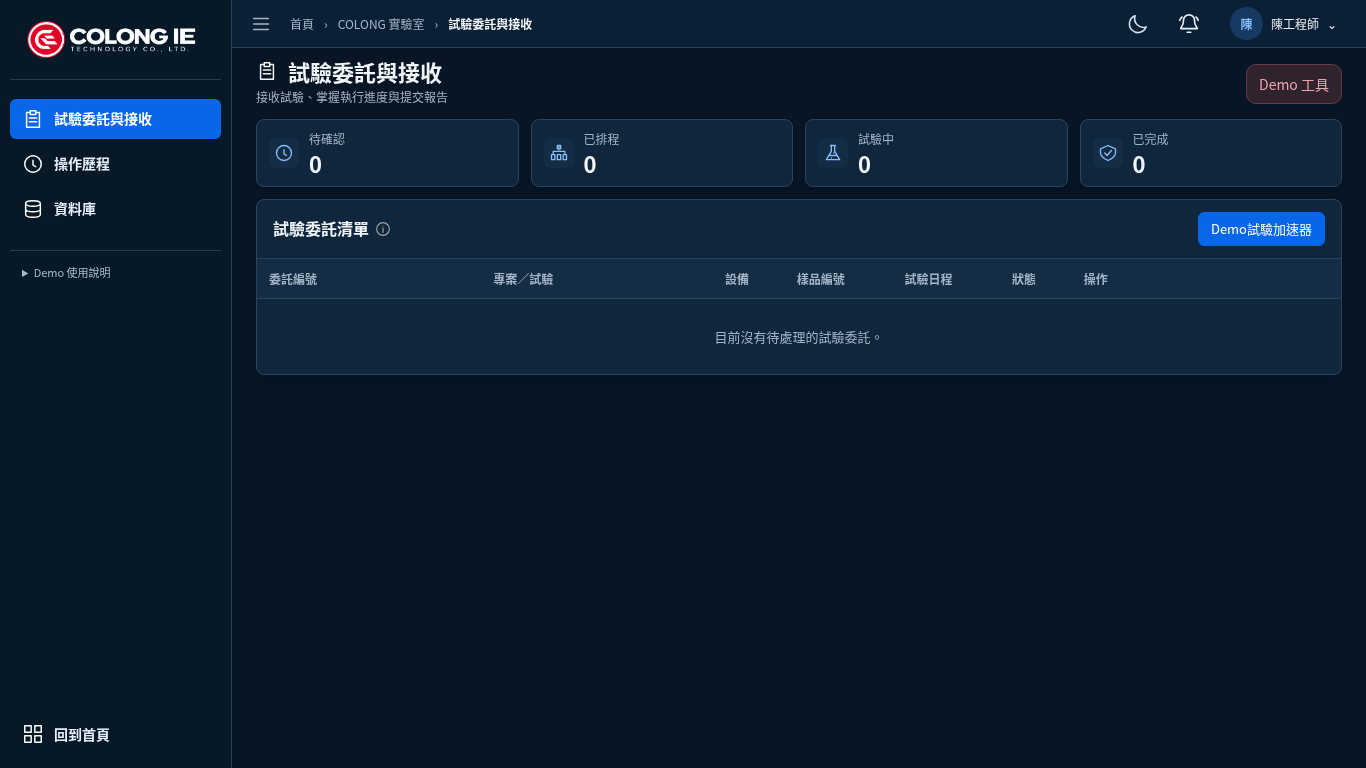 COLONG IE
TECHNOLOGY CO., LTD.
試驗委託與接收
操作歷程
資料庫
Demo 使用說明
回到首頁
首頁 › COLONG 實驗室 › 試驗委託與接收
陳 陳工程師
試驗委託與接收
接收試驗、掌握執行進度與提交報告
Demo 工具
待確認
0
已排程
0
試驗中
0
已完成
0
試驗委託清單
Demo試驗加速器
委託編號 專案／試驗 設備 樣品編號 試驗日程 狀態 操作
目前沒有待處理的試驗委託。